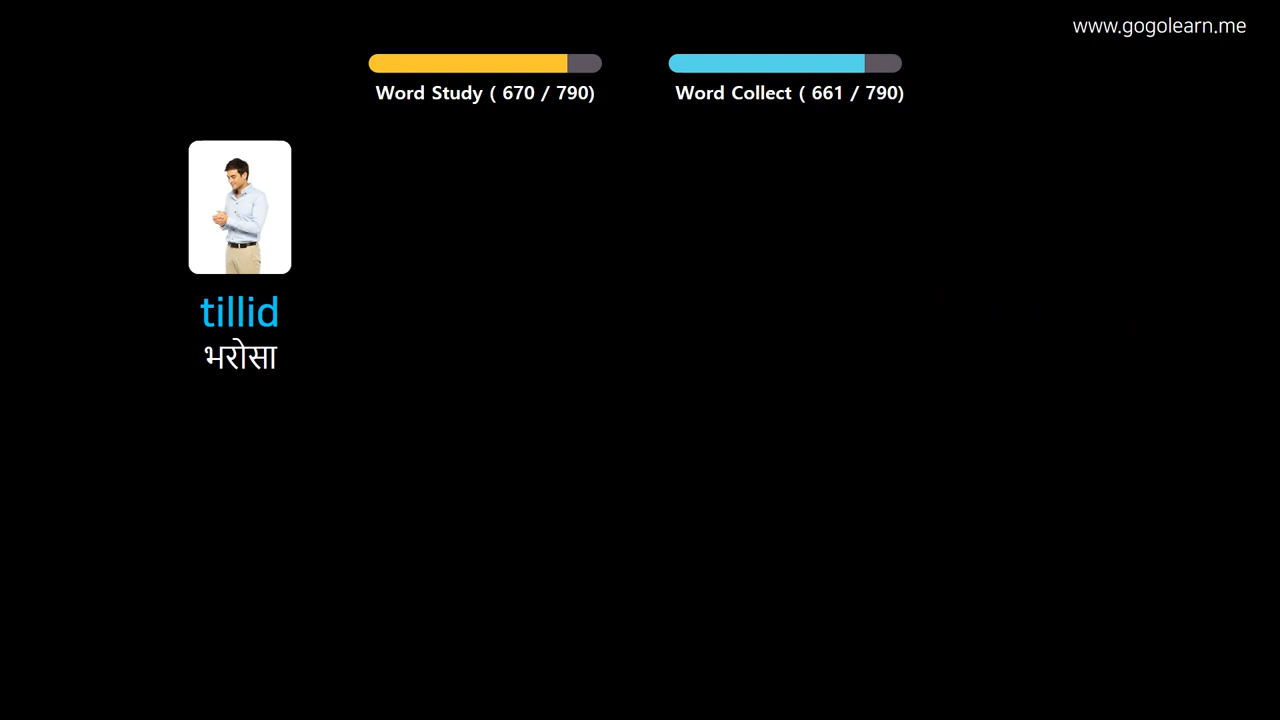 www.gogolearn.me
Word Study ( 670 / 790)
Word Collect ( 661 / 790)
tillid
भरोसा